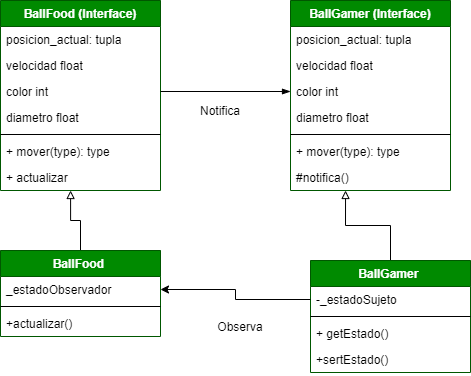 BallFood (Interface)
posicion_actual: tupla
velocidad float
color int
diametro float
+ mover(type): type
+ actualizar
Notifica
BallGamer (Interface)
posicion_actual: tupla
velocidad float
color int
diametro float
+ mover(type): type
#notifica()
BallFood
_estadoObservador
+actualizar()
Observa
BallGamer
-_estadoSujeto
+ getEstado()
+sertEstado()